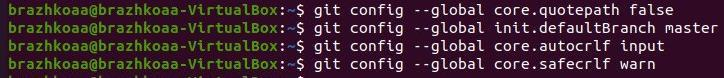 brazhkoaa@brazhkoaa-VirtualBox:~$ git config --global core.quotepath false
brazhkoaa@brazhkoaa-VirtualBox:~$ git config --global init.defaultBranch master
brazhkoaa@brazhkoaa-VirtualBox:~$ git config --global core.autocrlf input
brazhkoaa@brazhkoaa-VirtualBox:~$ git config --global core.safecrlf warn